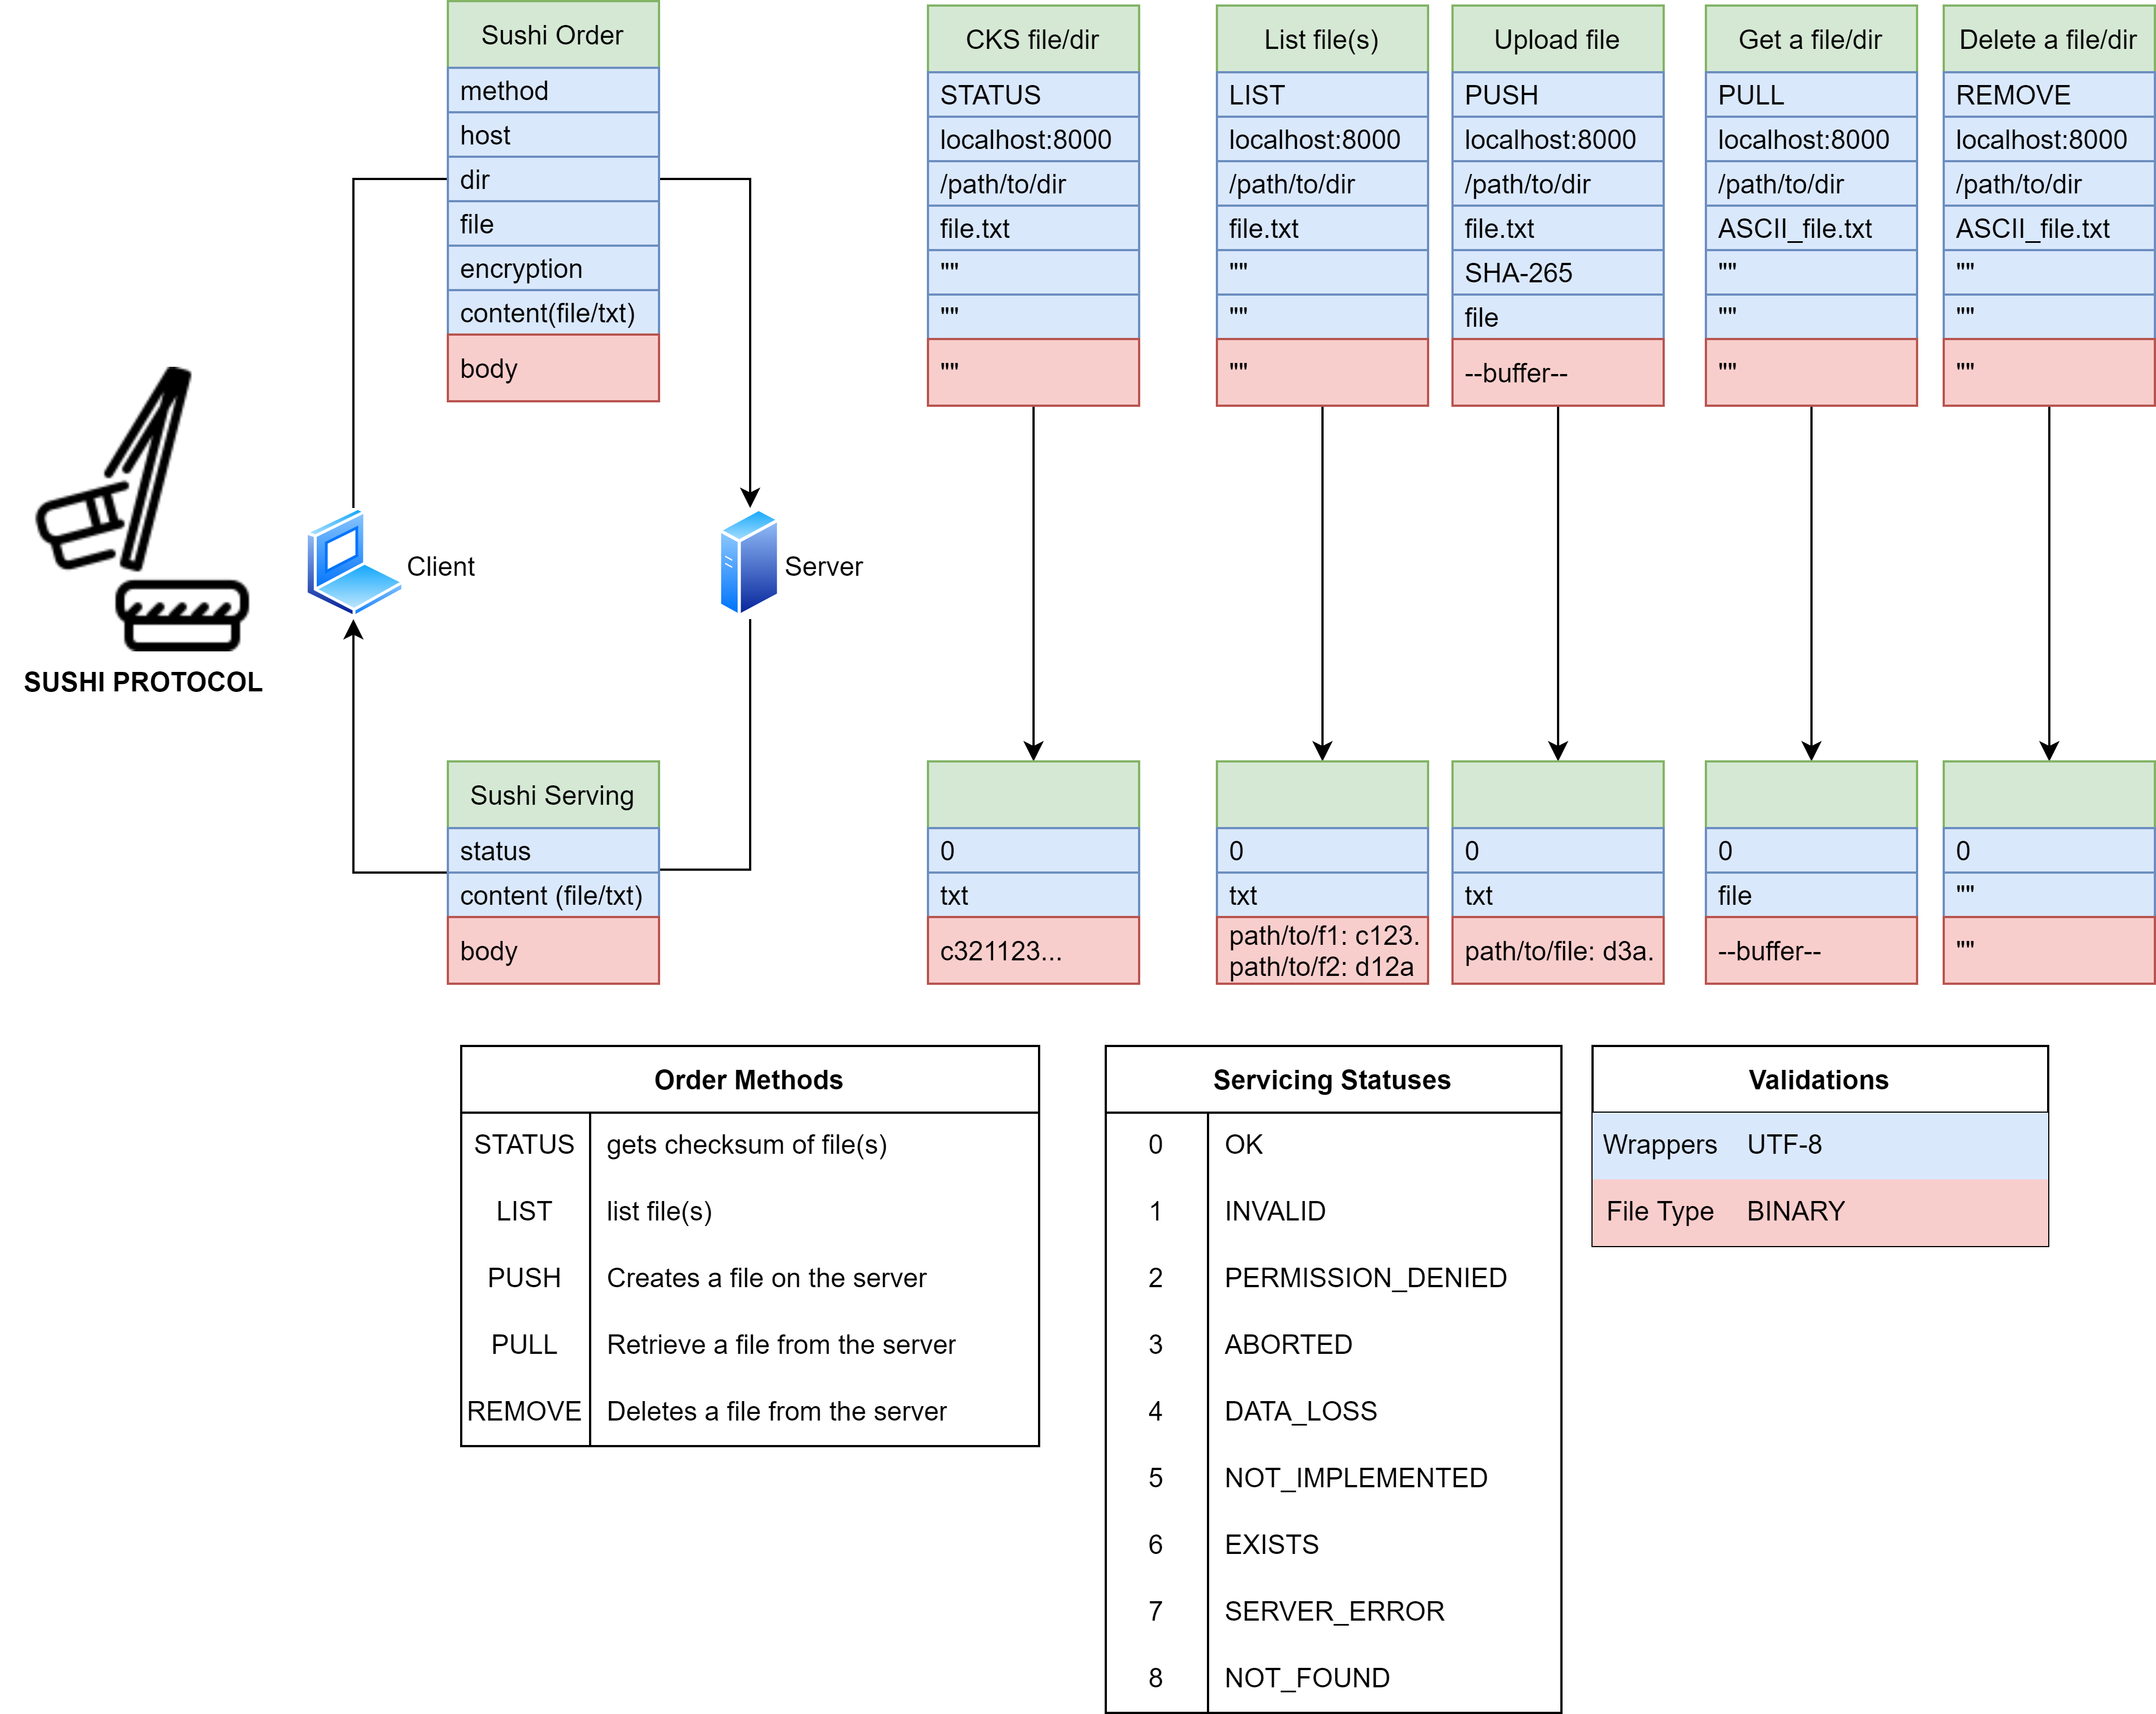 Sushi Order
method
host
dir
file
encryption
content(file/txt)
body
CKS file/dir
STATUS
localhost:8000
/path/to/dir
file.txt
""
""
""
List file(s)
LIST
localhost:8000
/path/to/dir
file.txt
""
""
""
Upload file
PUSH
localhost:8000
/path/to/dir
file.txt
SHA-265
file
--buffer--
Get a file/dir
PULL
localhost:8000
/path/to/dir
ASCII_file.txt
""
""
""
Delete a file/dir
REMOVE
localhost:8000
/path/to/dir
ASCII_file.txt
""
""
""
Client
Server
SUSHI PROTOCOL
Sushi Serving
status
content (file/txt)
body
0
txt
c321123...
0
txt
path/to/f1: c123.
path/to/f2: d12a
0
txt
path/to/file: d3a.
0
file
--buffer--
0
""
""
Order Methods
STATUS gets checksum of file(s)
LIST list file(s)
PUSH Creates a file on the server
PULL Retrieve a file from the server
REMOVE Deletes a file from the server
Servicing Statuses
0 OK
1 INVALID
2 PERMISSION_DENIED
3 ABORTED
4 DATA_LOSS
5 NOT_IMPLEMENTED
6 EXISTS
7 SERVER_ERROR
8 NOT_FOUND
Validations
Wrappers UTF-8
File Type BINARY